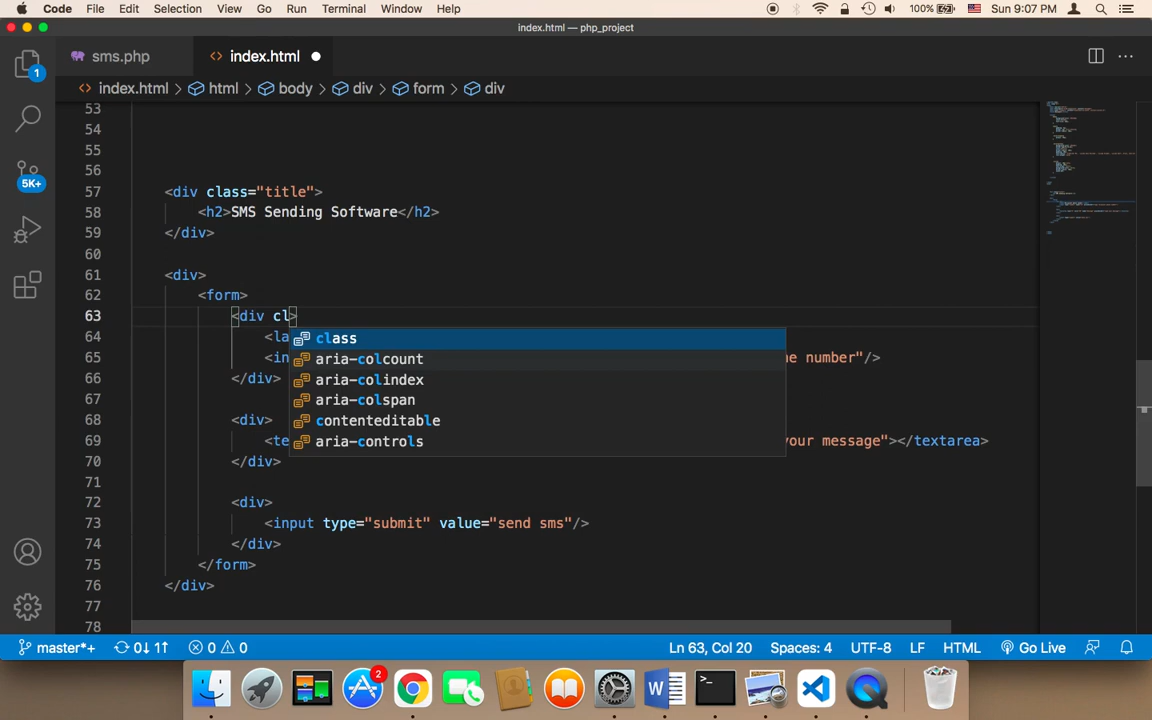 Code File Edit Selection View Go Run Terminal Window Help 100% Sun 9:07 PM
index.html — php_project
sms.php index.html
index.html > html > body > div > form > div
1
5K+
53
54
55
56
57 <div class="title">
58 <h2>SMS Sending Software</h2>
59 </div>
60
61 <div>
62 <form>
63 <div cl>
64 <la
65 <in ne number"/>
66 </div>
67
68 <div>
69 <te your message"></textarea>
70 </div>
71
72 <div>
73 <input type="submit" value="send sms"/>
74 </div>
75 </form>
76 </div>
77
78
class
aria-colcount
aria-colindex
aria-colspan
contenteditable
aria-controls
master*+ 0↓ 1↑ 0 0 Ln 63, Col 20 Spaces: 4 UTF-8 LF HTML Go Live
2